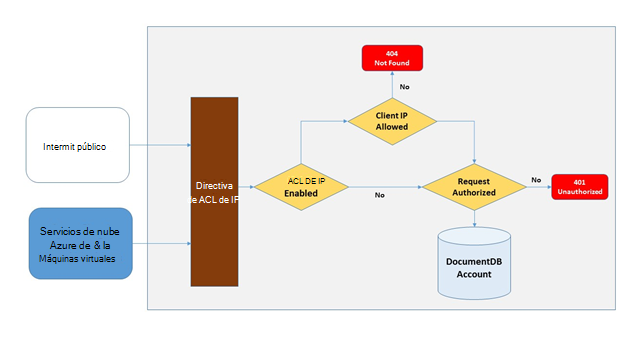 404
Not Found
No
Client IP
Allowed
Intermit público
Directiva
de ACL de IF
ACL DE IP
Enabled
No
Request
Authorized
No
401
Unauthorized
Servicios de nube
Azure de & la
Máquinas virtuales
DocumentDB
Account